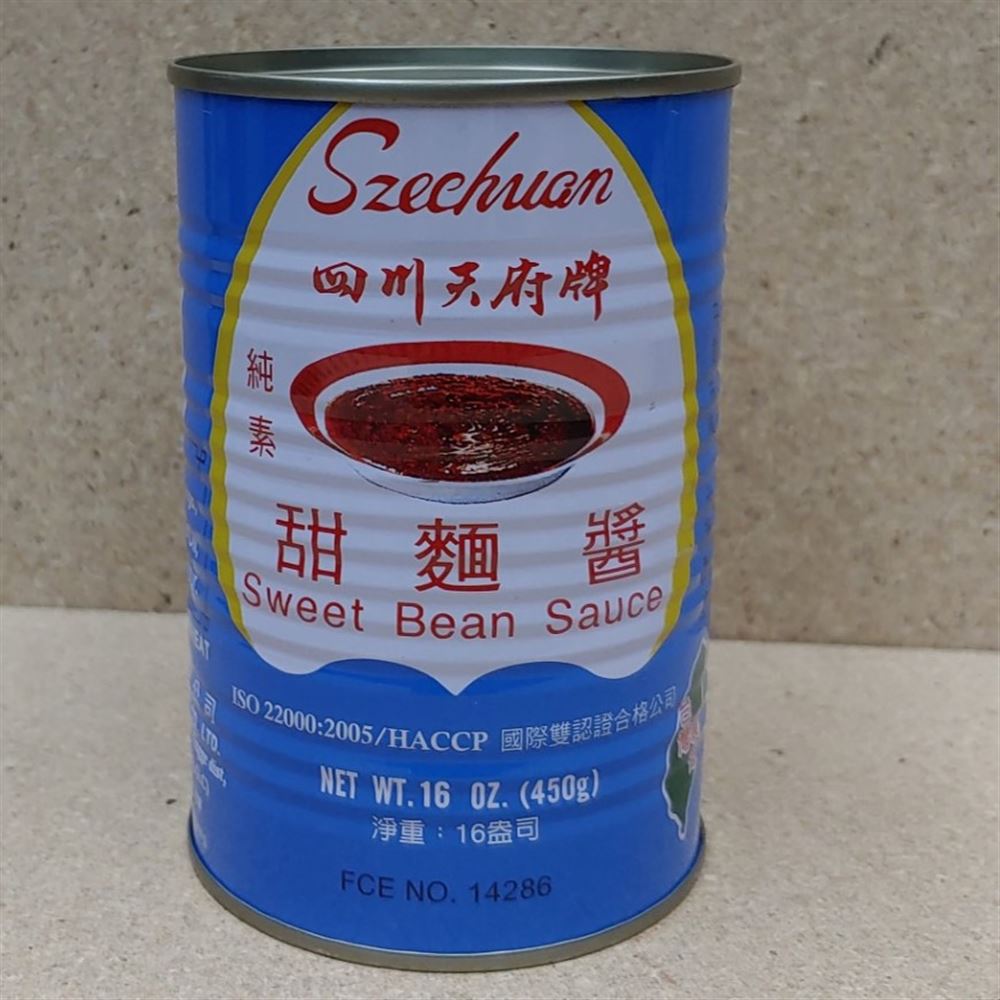 Szechuan
四川天府牌
純素
甜麵醬
Sweet Bean Sauce
ISO 22000:2005/HACCP 國際雙認證合格公司
NET WT. 16 OZ. (450g)
淨重：16盎司
FCE NO. 14286
司
LTD.